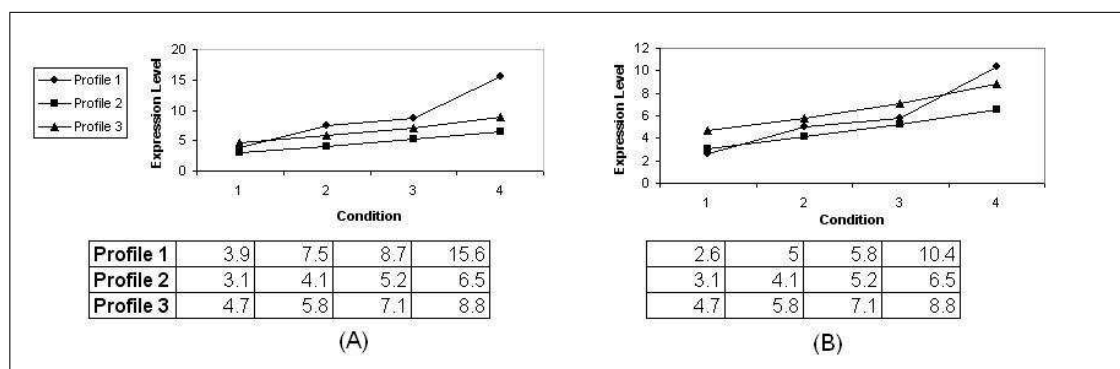 Profile 1
Profile 2
Profile 3
Expression Level
20
15
10
5
0
1 2 3 4
Condition
Profile 1 3.9 7.5 8.7 15.6
Profile 2 3.1 4.1 5.2 6.5
Profile 3 4.7 5.8 7.1 8.8
(A)
Expression Level
12
10
8
6
4
2
0
1 2 3 4
Condition
2.6 5 5.8 10.4
3.1 4.1 5.2 6.5
4.7 5.8 7.1 8.8
(B)